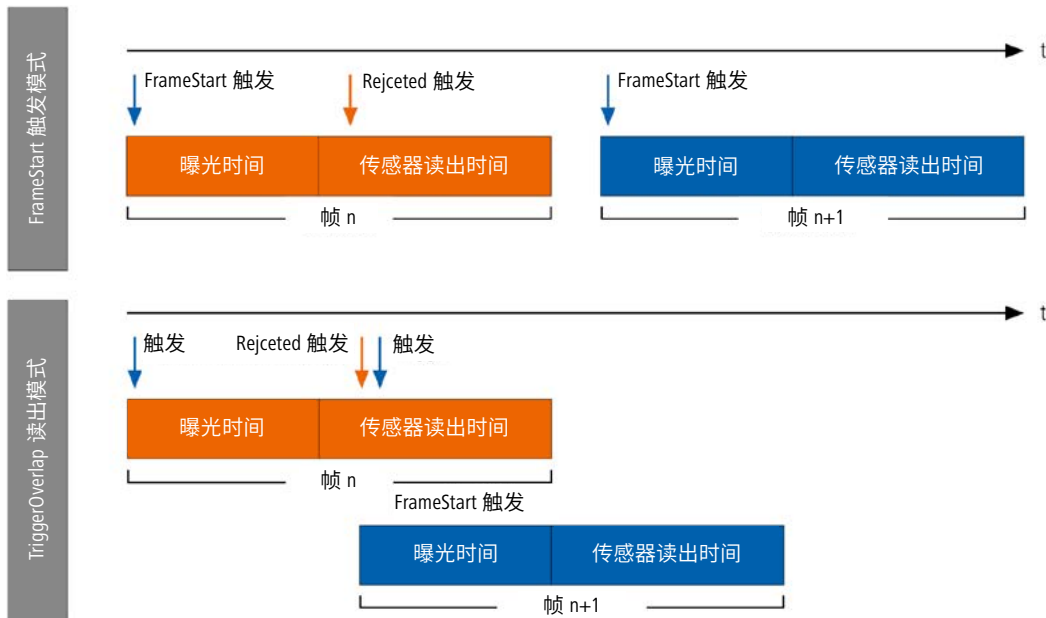 FrameStart 触发模式
t
FrameStart 触发
Rejceted 触发
FrameStart 触发
曝光时间
传感器读出时间
曝光时间
传感器读出时间
帧 n
帧 n+1
TriggerOverlap 读出模式
t
触发
Rejceted 触发
触发
曝光时间
传感器读出时间
帧 n
FrameStart 触发
曝光时间
传感器读出时间
帧 n+1